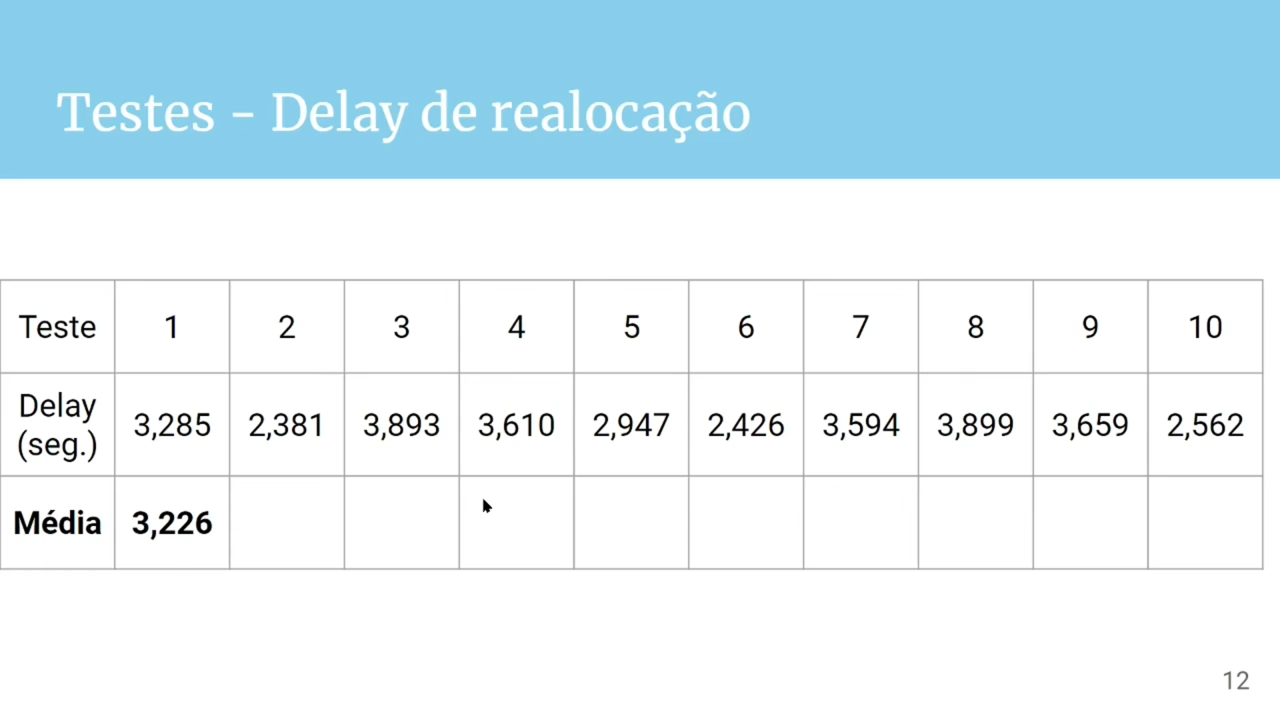 Testes - Delay de realocação
Teste 1 2 3 4 5 6 7 8 9 10
Delay
(seg.) 3,285 2,381 3,893 3,610 2,947 2,426 3,594 3,899 3,659 2,562
Média 3,226
12